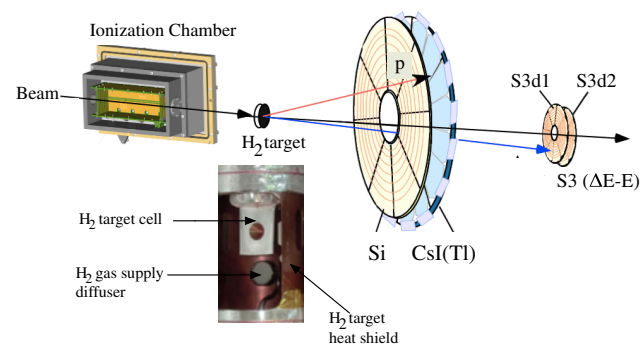 Ionization Chamber
Beam
H2 target
p
S3d1 S3d2
S3 (ΔE-E)
Si
CsI(Tl)
H2 target cell
H2 gas supply
diffuser
H2 target
heat shield